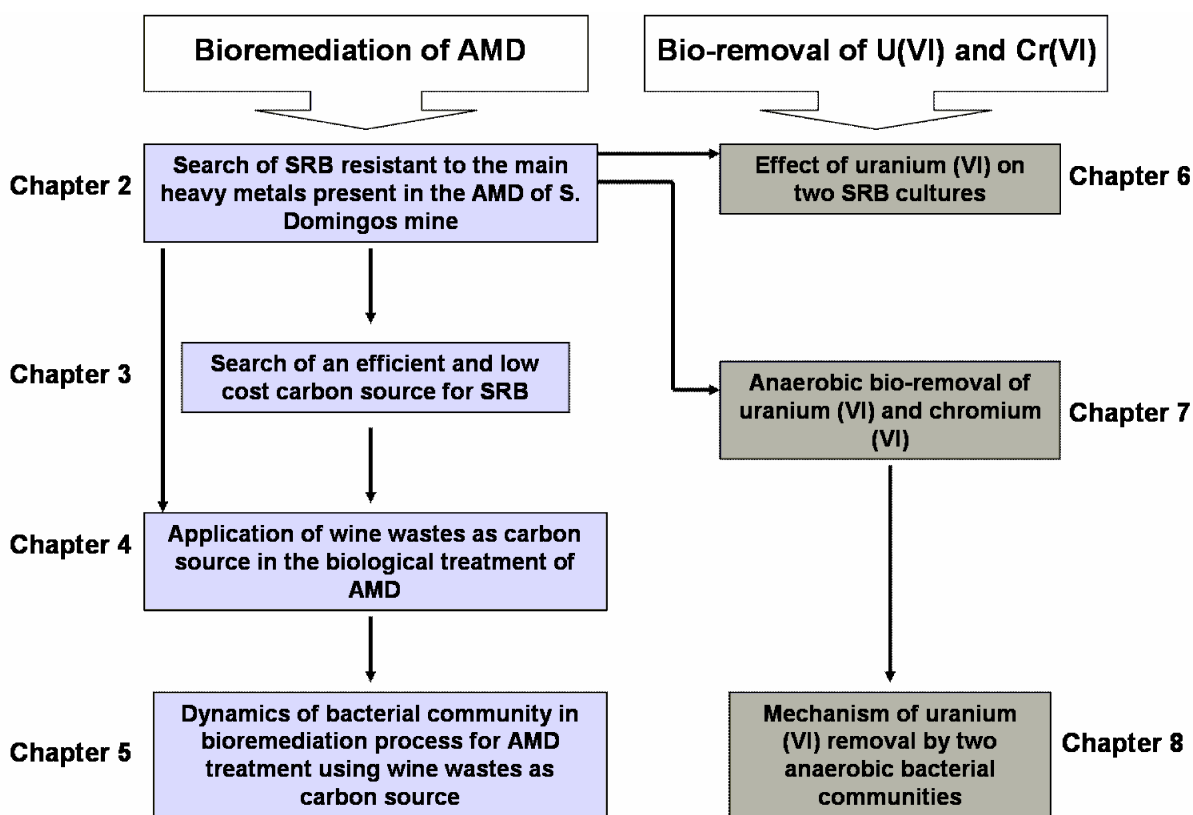 Bioremediation of AMD
Bio-removal of U(VI) and Cr(VI)
Chapter 2
Search of SRB resistant to the main
heavy metals present in the AMD of S.
Domingos mine
Effect of uranium (VI) on
two SRB cultures
Chapter 6
Chapter 3
Search of an efficient and low
cost carbon source for SRB
Anaerobic bio-removal of
uranium (VI) and chromium
(VI)
Chapter 7
Chapter 4
Application of wine wastes as carbon
source in the biological treatment of
AMD
Chapter 5
Dynamics of bacterial community in
bioremediation process for AMD
treatment using wine wastes as
carbon source
Mechanism of uranium
(VI) removal by two
anaerobic bacterial
communities
Chapter 8